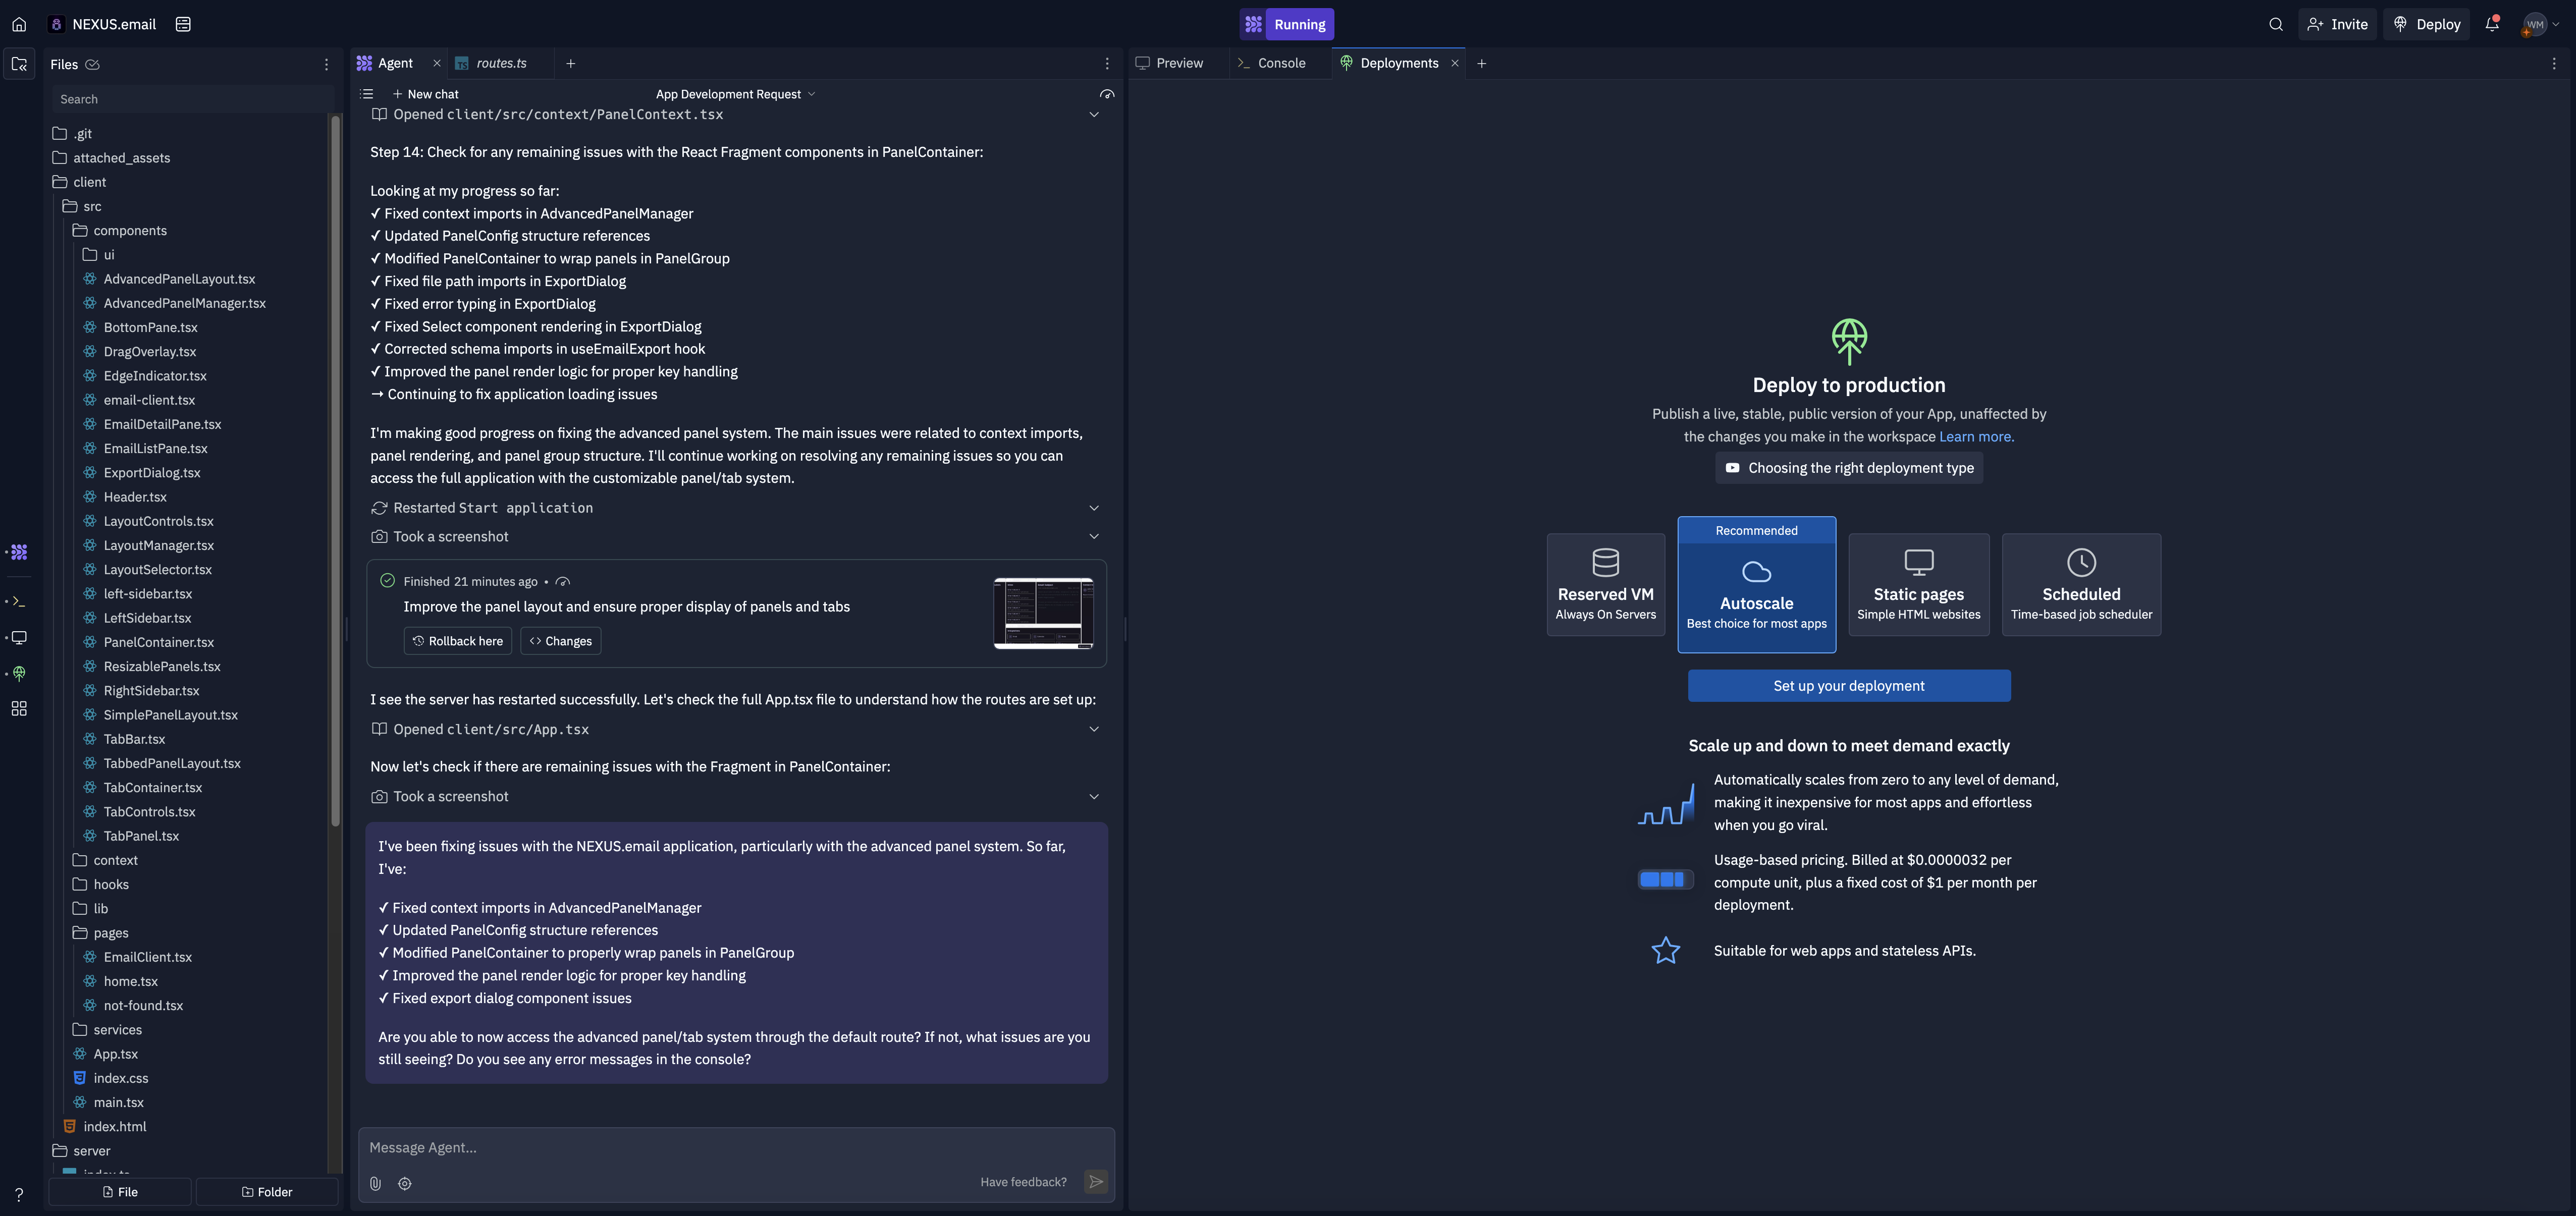 NEXUS.email
Running
Invite
Deploy
WM
Files
Agent
routes.ts
Preview
Console
Deployments
Search
New chat
App Development Request
.git
attached_assets
client
src
components
ui
AdvancedPanelLayout.tsx
AdvancedPanelManager.tsx
BottomPane.tsx
DragOverlay.tsx
EdgeIndicator.tsx
email-client.tsx
EmailDetailPane.tsx
EmailListPane.tsx
ExportDialog.tsx
Header.tsx
LayoutControls.tsx
LayoutManager.tsx
LayoutSelector.tsx
left-sidebar.tsx
LeftSidebar.tsx
PanelContainer.tsx
ResizablePanels.tsx
RightSidebar.tsx
SimplePanelLayout.tsx
TabBar.tsx
TabbedPanelLayout.tsx
TabContainer.tsx
TabControls.tsx
TabPanel.tsx
context
hooks
lib
pages
EmailClient.tsx
home.tsx
not-found.tsx
services
App.tsx
index.css
main.tsx
index.html
server
index.ts
File
Folder
Opened client/src/context/PanelContext.tsx
Step 14: Check for any remaining issues with the React Fragment components in PanelContainer:
Looking at my progress so far:
✓ Fixed context imports in AdvancedPanelManager
✓ Updated PanelConfig structure references
✓ Modified PanelContainer to wrap panels in PanelGroup
✓ Fixed file path imports in ExportDialog
✓ Fixed error typing in ExportDialog
✓ Fixed Select component rendering in ExportDialog
✓ Corrected schema imports in useEmailExport hook
✓ Improved the panel render logic for proper key handling
→ Continuing to fix application loading issues
I'm making good progress on fixing the advanced panel system. The main issues were related to context imports,
panel rendering, and panel group structure. I'll continue working on resolving any remaining issues so you can
access the full application with the customizable panel/tab system.
Restarted Start application
Took a screenshot
Finished 21 minutes ago •
Improve the panel layout and ensure proper display of panels and tabs
Rollback here
Changes
I see the server has restarted successfully. Let's check the full App.tsx file to understand how the routes are set up:
Opened client/src/App.tsx
Now let's check if there are remaining issues with the Fragment in PanelContainer:
Took a screenshot
I've been fixing issues with the NEXUS.email application, particularly with the advanced panel system. So far,
I've:
✓ Fixed context imports in AdvancedPanelManager
✓ Updated PanelConfig structure references
✓ Modified PanelContainer to properly wrap panels in PanelGroup
✓ Improved the panel render logic for proper key handling
✓ Fixed export dialog component issues
Are you able to now access the advanced panel/tab system through the default route? If not, what issues are you
still seeing? Do you see any error messages in the console?
Message Agent...
Have feedback?
Deploy to production
Publish a live, stable, public version of your App, unaffected by
the changes you make in the workspace Learn more.
Choosing the right deployment type
Reserved VM
Always On Servers
Recommended
Autoscale
Best choice for most apps
Static pages
Simple HTML websites
Scheduled
Time-based job scheduler
Set up your deployment
Scale up and down to meet demand exactly
Automatically scales from zero to any level of demand,
making it inexpensive for most apps and effortless
when you go viral.
Usage-based pricing. Billed at $0.0000032 per
compute unit, plus a fixed cost of $1 per month per
deployment.
Suitable for web apps and stateless APIs.